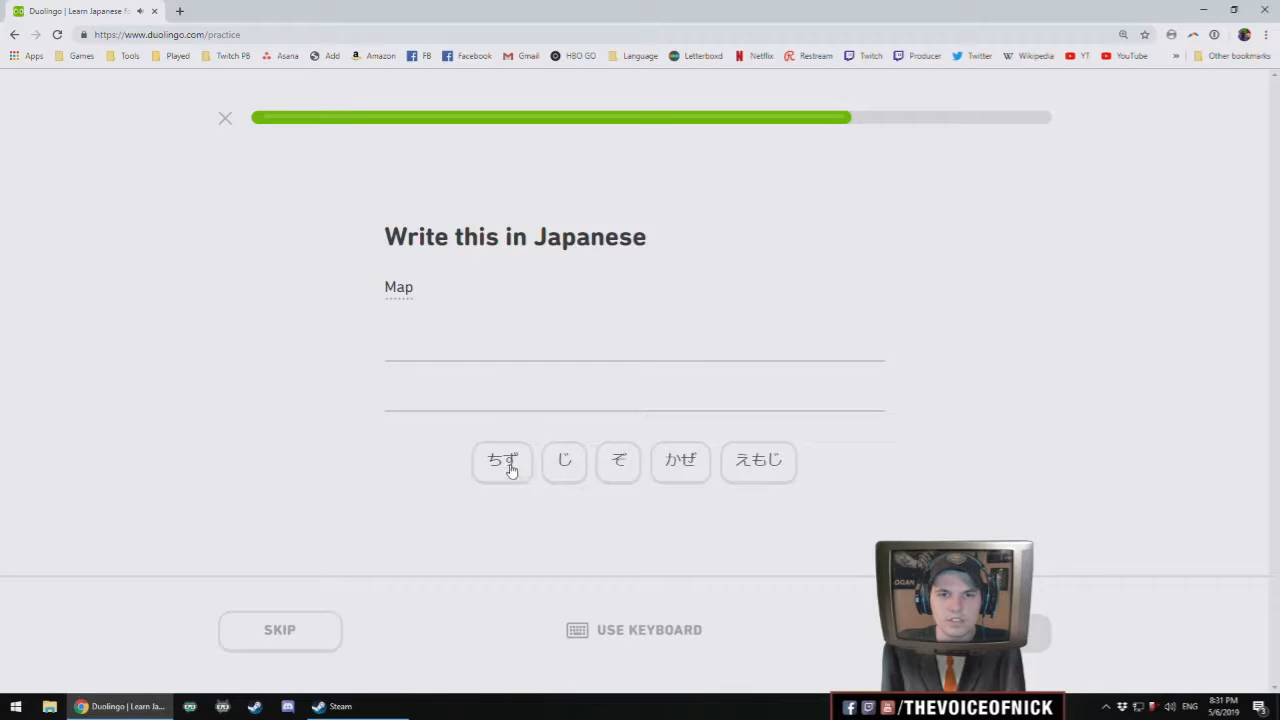 Duolingo | Learn Japanese F
https://www.duolingo.com/practice
Apps Games Tools Played Twitch PB Asana Add Amazon FB Facebook Gmail HBO GO Language Letterboxd Netflix Restream Twitch Producer Twitter Wikipedia YT YouTube » Other bookmarks
Write this in Japanese
Map
ちず じ ぞ かぜ えもじ
OGAN
SKIP
USE KEYBOARD
Duolingo | Learn Ja...
Steam
/THEVOICEOFNICK
ENG
8:31 PM
5/6/2019